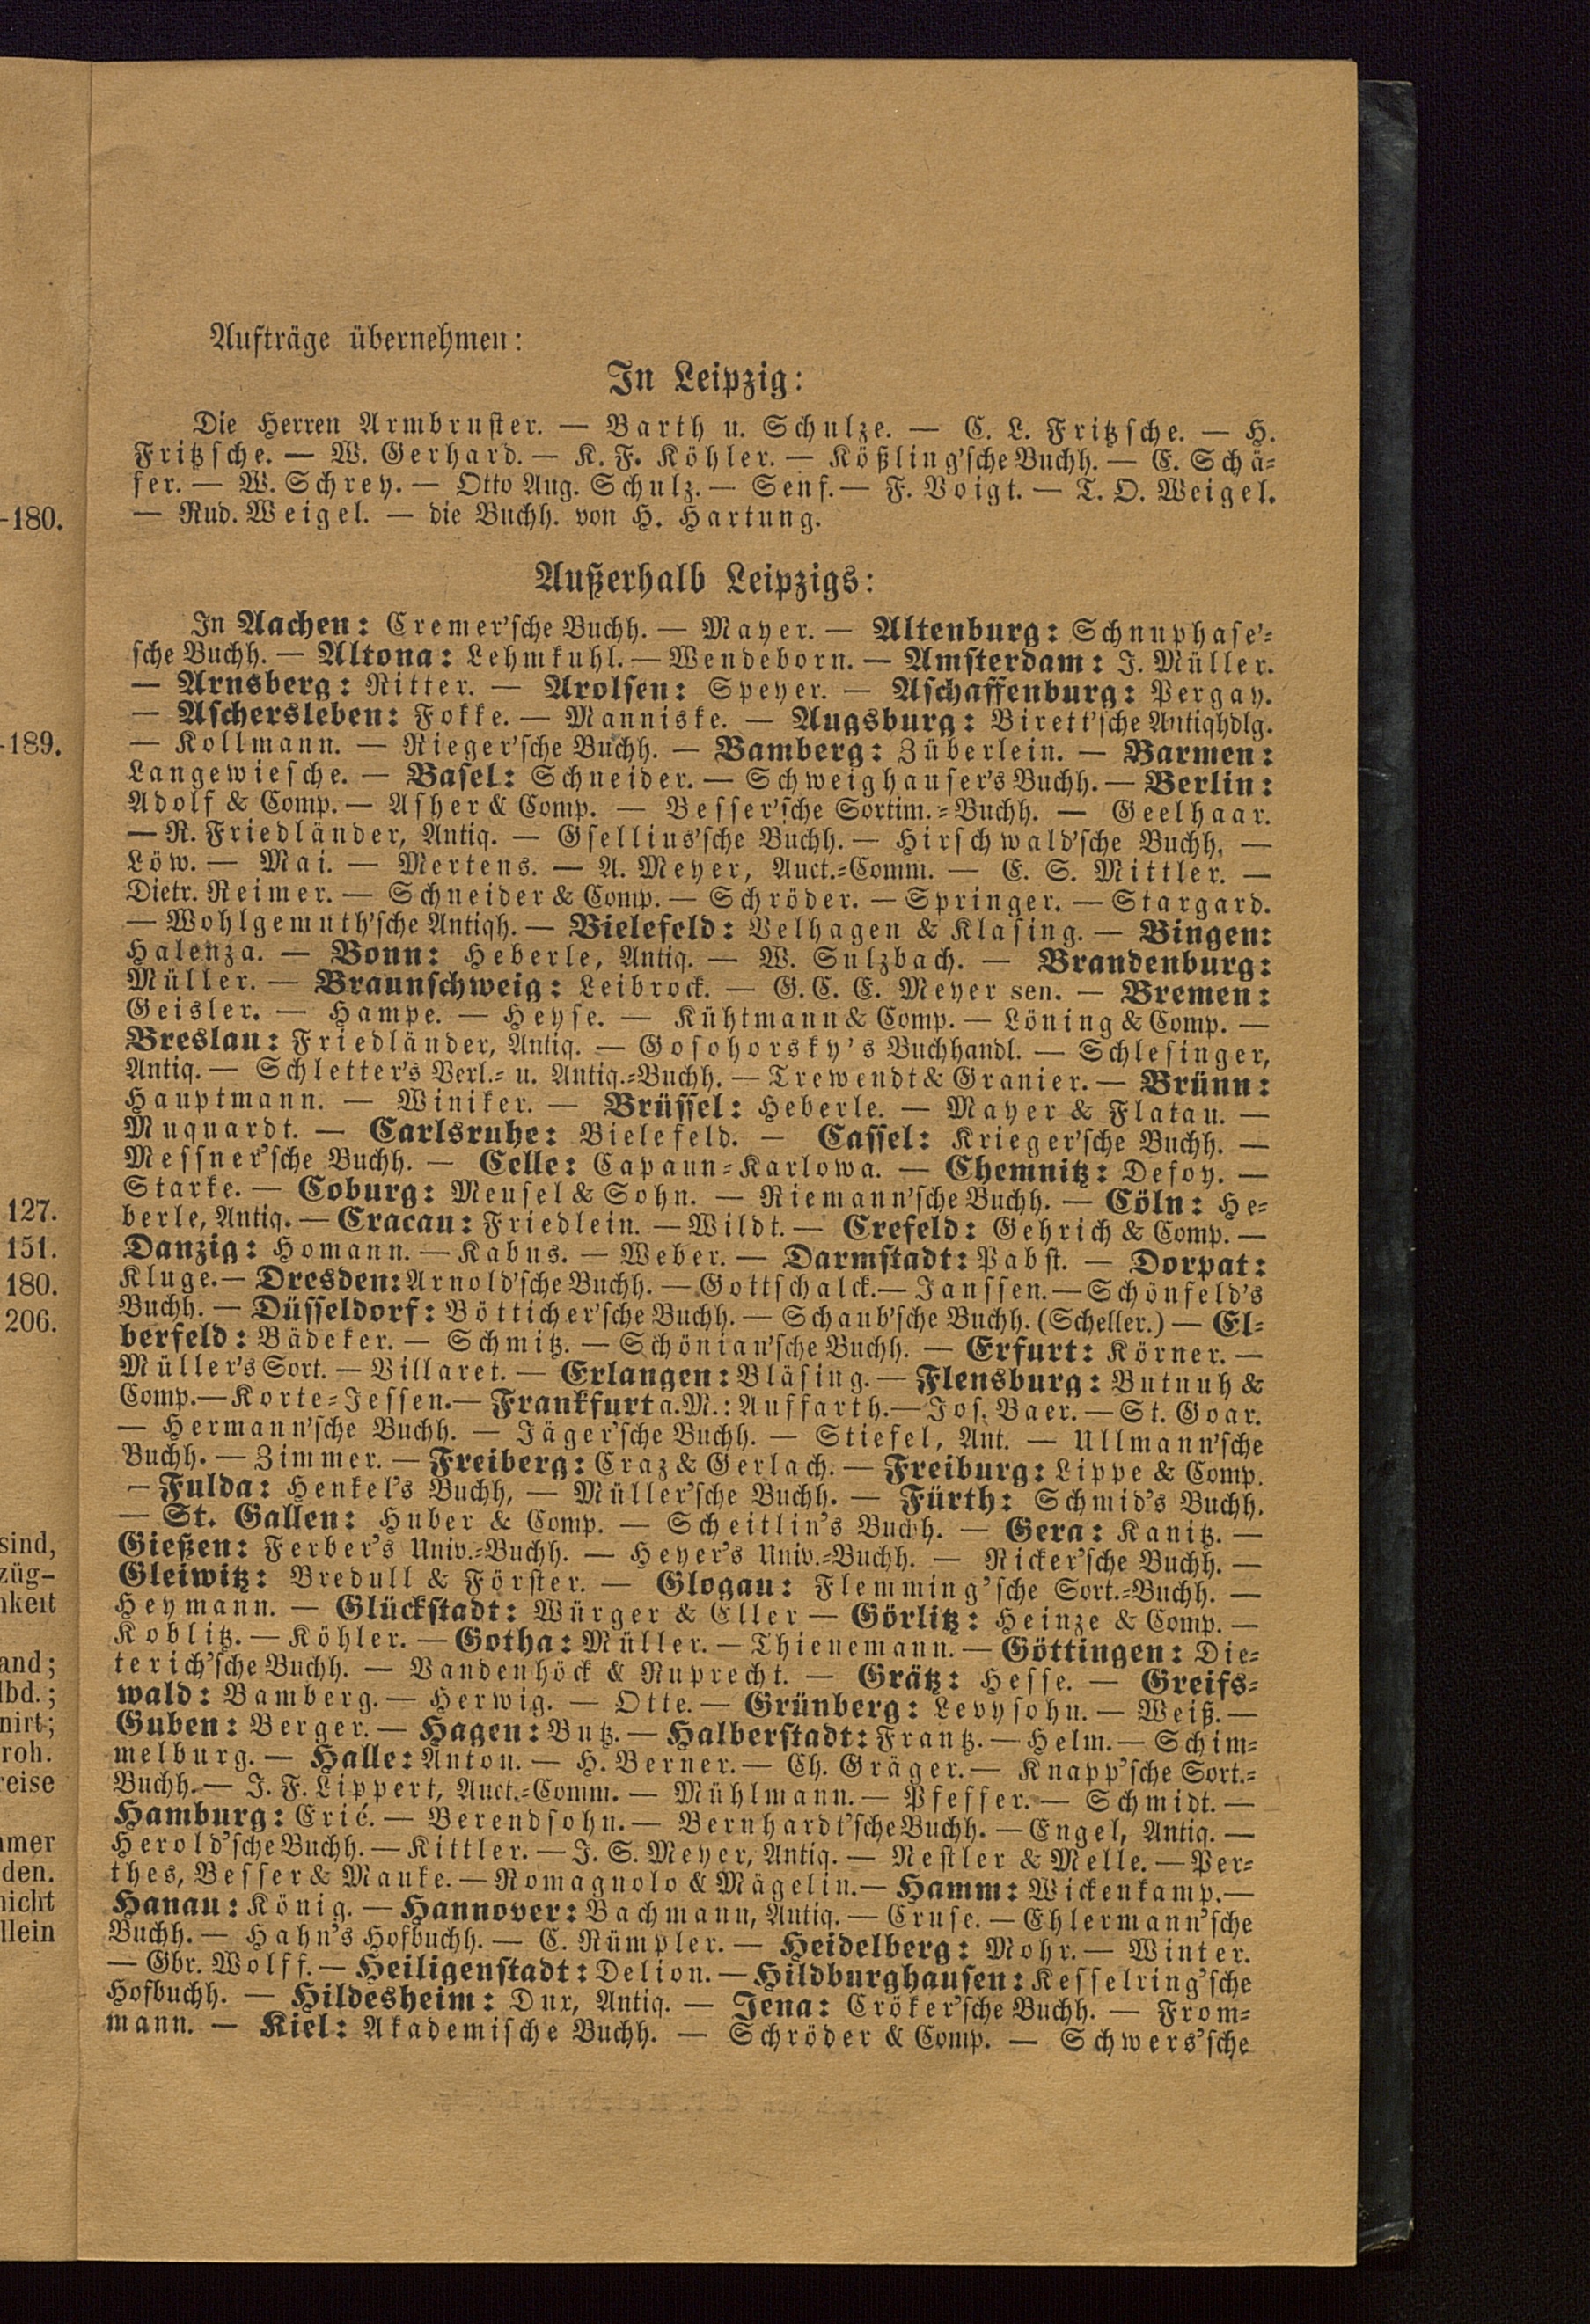 -180.
-189.
127.
151.
180.
206.
sind,
züg-
keit
and;
lbd.;
nirt;
roh.
reise
mer
den.
nicht
llein
Aufträge übernehmen:
In Leipzig:
Die Herren Armbruster. — Barth u. Schulze. — C. L. Fritzsche. — H.
Fritzsche. — W. Gerhard. — K. F. Köhler. — Kößling'sche Buchh. — E. Schä-
fer. — W. Schrey. — Otto Aug. Schulz. — Senf. — F. Voigt. — T. O. Weigel.
— Rud. Weigel. — die Buchh. von H. Hartung.
Außerhalb Leipzigs:
In Aachen: Cremer'sche Buchh. — Mayer. — Altenburg: Schnuphase'-
sche Buchh. — Altona: Lehmkuhl. — Wendeborn. — Amsterdam: J. Müller.
— Arnsberg: Ritter. — Arolsen: Speyer. — Aschaffenburg: Pergay.
— Aschersleben: Fokke. — Manniske. — Augsburg: Birett'sche Antiqhdlg.
— Kollmann. — Rieger'sche Buchh. — Bamberg: Züberlein. — Barmen:
Langewiesche. — Basel: Schneider. — Schweighauser's Buchh. — Berlin:
Adolf & Comp. — Asher & Comp. — Besser'sche Sortim.-Buchh. — Geelhaar.
— R. Friedländer, Antiq. — Gsellius'sche Buchh. — Hirschwald'sche Buchh. —
Löw. — Mai. — Mertens. — A. Meyer, Auct.-Comm. — E. S. Mittler. —
Dietr. Reimer. — Schneider & Comp. — Schröder. — Springer. — Stargard.
— Wohlgemuth'sche Antiqh. — Bielefeld: Velhagen & Klasing. — Bingen:
Halenza. — Bonn: Heberle, Antiq. — W. Sulzbach. — Brandenburg:
Müller. — Braunschweig: Leibrock. — G. C. E. Meyer sen. — Bremen:
Geisler. — Hampe. — Heyse. — Kühtmann & Comp. — Löning & Comp. —
Breslau: Friedländer, Antiq. — Gosohorsky's Buchhandl. — Schlesinger,
Antiq. — Schletter's Verl.- u. Antiq.-Buchh. — Trewendt & Granier. — Brünn:
Hauptmann. — Winiker. — Brüssel: Heberle. — Mayer & Flatau. —
Muquardt. — Carlsruhe: Bielefeld. — Cassel: Krieger'sche Buchh. —
Messner'sche Buchh. — Celle: Capaun-Karlowa. — Chemnitz: Defoy. —
Starke. — Coburg: Meusel & Sohn. — Riemann'sche Buchh. — Cöln: He-
berle, Antiq. — Cracau: Friedlein. — Wildt. — Crefeld: Gehrich & Comp. —
Danzig: Homann. — Kabus. — Weber. — Darmstadt: Pabst. — Dorpat:
Kluge. — Dresden: Arnold'sche Buchh. — Gottschalck. — Janssen. — Schönfeld's
Buchh. — Düsseldorf: Bötticher'sche Buchh. — Schaub'sche Buchh. (Scheller.) — El-
berfeld: Bädeker. — Schmitz. — Schönian'sche Buchh. — Erfurt: Körner. —
Müller's Sort. — Villaret. — Erlangen: Bläsing. — Flensburg: Butnuh &
Comp. — Korte-Jessen. — Frankfurt a. M.: Auffarth. — Jos. Baer. — St. Goar.
— Hermann'sche Buchh. — Jäger'sche Buchh. — Stiefel, Ant. — Ullmann'sche
Buchh. — Zimmer. — Freiberg: Craz & Gerlach. — Freiburg: Lippe & Comp.
— Fulda: Henkel's Buchh, — Müller'sche Buchh. — Fürth: Schmid's Buchh.
— St. Gallen: Huber & Comp. — Scheitlin's Buchh. — Gera: Kanitz. —
Gießen: Ferber's Univ.-Buchh. — Heyer's Univ.-Buchh. — Ricker'sche Buchh. —
Gleiwitz: Bredull & Förster. — Glogau: Flemming'sche Sort.-Buchh. —
Heymann. — Glückstadt: Würger & Eller — Görlitz: Heinze & Comp. —
Koblitz. — Köhler. — Gotha: Müller. — Thienemann. — Göttingen: Die-
terich'sche Buchh. — Vandenhöck & Ruprecht. — Grätz: Hesse. — Greifs-
wald: Bamberg. — Herwig. — Otte. — Grünberg: Levysohn. — Weiß. —
Guben: Berger. — Hagen: Butz. — Halberstadt: Frantz. — Helm. — Schim-
melburg. — Halle: Anton. — H. Berner. — Ch. Gräger. — Knapp'sche Sort.-
Buchh. — J. F. Lippert, Auct.-Comm. — Mühlmann. — Pfeffer. — Schmidt. —
Hamburg: Erié. — Berendsohn. — Bernhardt'sche Buchh. — Engel, Antiq. —
Herold'sche Buchh. — Kittler. — J. S. Meyer, Antiq. — Nestler & Melle. — Per-
thes, Besser & Mauke. — Romagnolo & Mägelin. — Hamm: Wickenkamp. —
Hanau: König. — Hannover: Bachmann, Antiq. — Cruse. — Ehlermann'sche
Buchh. — Hahn's Hofbuchh. — C. Rümpler. — Heidelberg: Mohr. — Winter.
— Gbr. Wolff. — Heiligenstadt: Delion. — Hildburghausen: Kesselring'sche
Hofbuchh. — Hildesheim: Dux, Antiq. — Jena: Cröker'sche Buchh. — From-
mann. — Kiel: Akademische Buchh. — Schröder & Comp. — Schwers'sche